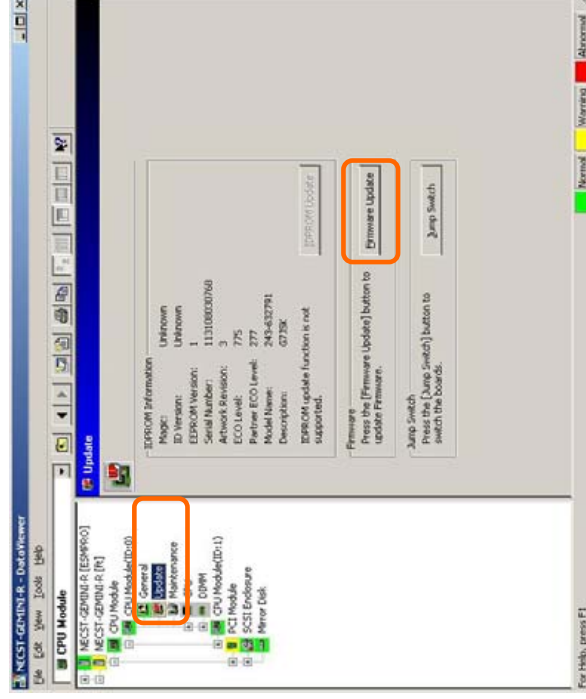 NECST-GEMINI-R - DataViewer
File Edit View Tools Help
CPU Module
NECST-GEMINI-R [ESMPRO]
NECST-GEMINI-R [ft]
CPU Module
CPU Module(ID:0)
General
Update
Maintenance
CPU
DIMM
CPU Module(ID:1)
PCI Module
SCSI Enclosure
Mirror Disk
Update
IDPROM Information
Magic: Unknown
ID Version: Unknown
EEPROM Version: 1
Serial Number: 113108030768
Artwork Revision: 3
ECO Level: 775
Partner ECO Level: 277
Model Name: 243-632791
Description: G7JSK
IDPROM update function is not
supported.
IDPROM Update
Firmware
Press the [Firmware Update] button to
update Firmware.
Firmware Update
Jump Switch
Press the [Jump Switch] button to
switch the boards.
Jump Switch
For Help, press F1
Normal
Warning
Abnormal